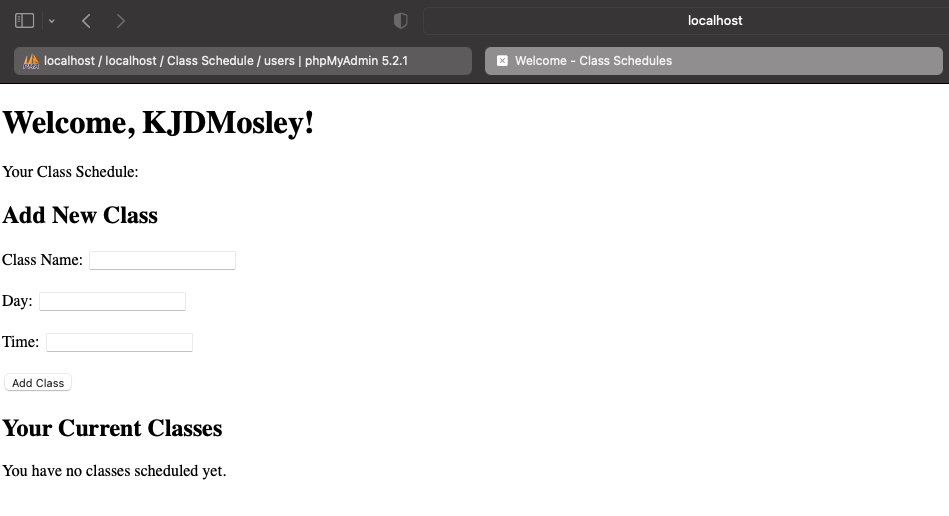 localhost
localhost / localhost / Class Schedule / users | phpMyAdmin 5.2.1
Welcome - Class Schedules
Welcome, KJDMosley!
Your Class Schedule:
Add New Class
Class Name:
Day:
Time:
Add Class
Your Current Classes
You have no classes scheduled yet.